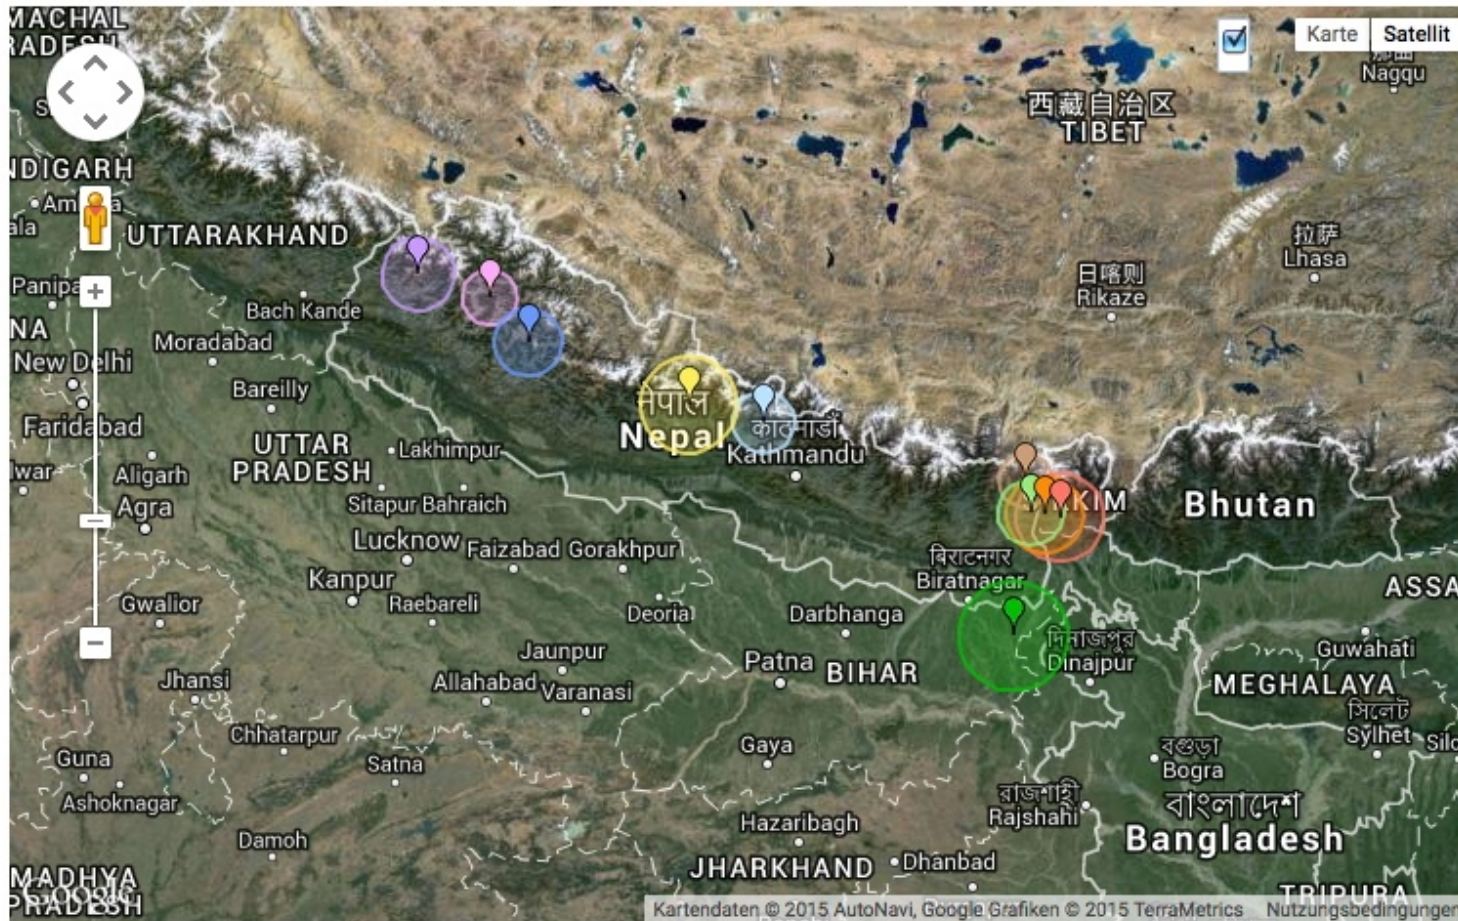 MACHAL
RADESH
Karte
Satellit
Nagqu
西藏自治区
TIBET
NDIGARH
ala
UTTARAKHAND
拉萨
Lhasa
日喀则
Rikaze
Panipa
Bach Kande
NA
Moradabad
New Delhi
Bareilly
नेपाल
Nepal
काठमाडौं
Kathmandu
Faridabad
UTTAR
PRADESH
Lakhimpur
lwar
Aligarh
Sitapur
Bahraich
Agra
KIM
Bhutan
Lucknow
Faizabad
Gorakhpur
बिराटनगर
Biratnagar
Kanpur
ASSA
Gwalior
Raebareli
Deoria
Darbhanga
দিনাজপুর
Dinajpur
Guwahati
Jaunpur
Patna
BIHAR
Jhansi
Allahabad
Varanasi
MEGHALAYA
সিলেট
Sylhet
Silc
Chhatarpur
Gaya
বগুড়া
Bogra
Guna
Satna
Ashoknagar
রাজশাহী
Rajshahi
বাংলাদেশ
Bangladesh
Hazaribagh
Damoh
JHARKHAND
Dhanbad
MADHYA
PRADESH
Google
TRIPURA
Kartendaten © 2015 AutoNavi, Google Grafiken © 2015 TerraMetrics
Nutzungsbedingungen